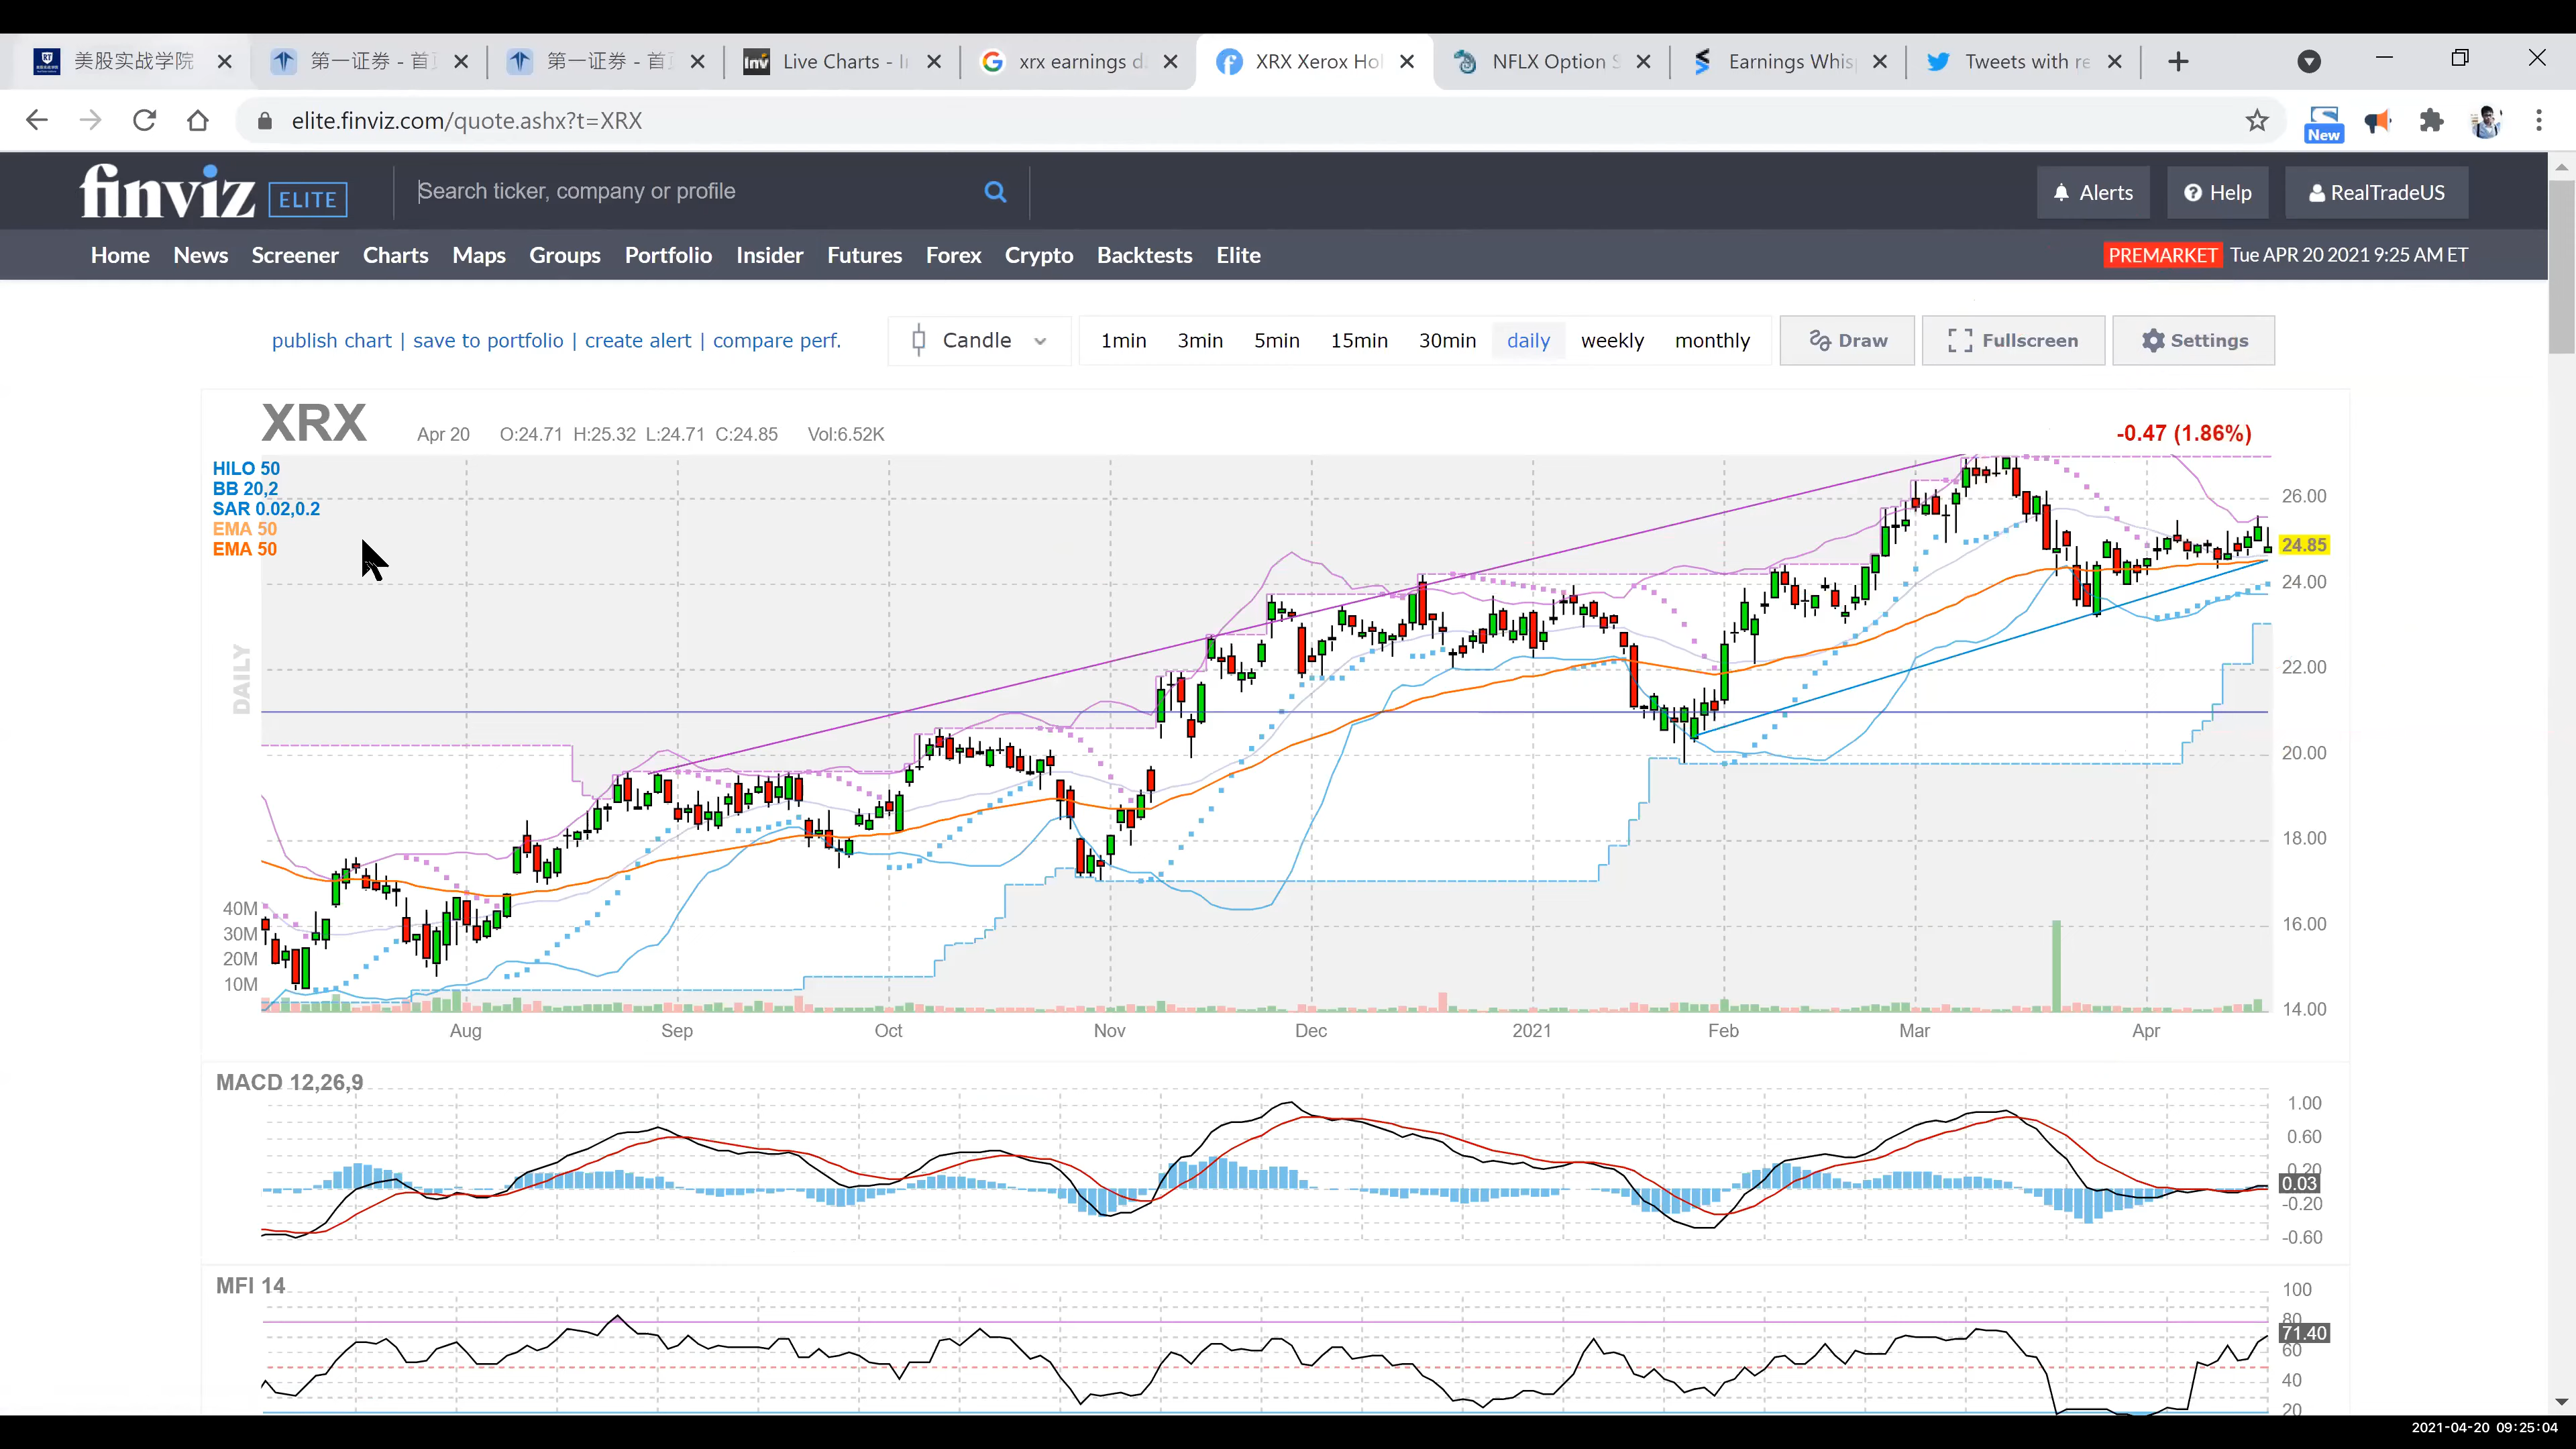 美股实战学院
第一证券 - 首
第一证券 - 首
Live Charts - I
xrx earnings d
XRX Xerox Hol
NFLX Option S
Earnings Whis
Tweets with re
elite.finviz.com/quote.ashx?t=XRX
New
finviz ELITE
Search ticker, company or profile
Alerts
Help
RealTradeUS
Home News Screener Charts Maps Groups Portfolio Insider Futures Forex Crypto Backtests Elite
PREMARKET Tue APR 20 2021 9:25 AM ET
publish chart | save to portfolio | create alert | compare perf.
Candle
1min 3min 5min 15min 30min daily weekly monthly
Draw
Fullscreen
Settings
XRX Apr 20 O:24.71 H:25.32 L:24.71 C:24.85 Vol:6.52K
-0.47 (1.86%)
HILO 50
BB 20,2
SAR 0.02,0.2
EMA 50
EMA 50
DAILY
26.00
24.85
24.00
22.00
20.00
18.00
16.00
14.00
40M
30M
20M
10M
Aug Sep Oct Nov Dec 2021 Feb Mar Apr
MACD 12,26,9
1.00
0.60
0.20
0.03
-0.20
-0.60
MFI 14
100
80
71.40
60
40
20
2021-04-20 09:25:04